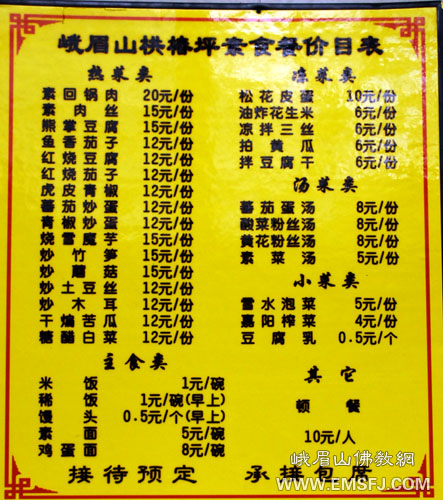 峨眉山洪椿坪素食餐价目表
热菜类
素回锅肉 20元/份
素肉丝 15元/份
熊掌豆腐 15元/份
鱼香茄子 12元/份
红烧豆腐 12元/份
红烧茄子 12元/份
虎皮青椒 12元/份
蕃茄炒蛋 12元/份
青椒炒蛋 12元/份
烧雪魔芋 15元/份
炒竹笋 15元/份
炒蘑菇 15元/份
炒土豆丝 12元/份
炒木耳 12元/份
干煸苦瓜 12元/份
糖醋白菜 12元/份
主食类
米饭 1元/碗
稀饭 1元/碗(早上)
馒头 0.5元/个(早上)
素面 5元/碗
鸡蛋面 8元/碗
凉菜类
松花皮蛋 10元/份
油炸花生米 6元/份
凉拌三丝 6元/份
拍黄瓜 6元/份
拌豆腐干 6元/份
汤菜类
蕃茄蛋汤 8元/份
酸菜粉丝汤 8元/份
黄花粉丝汤 8元/份
素菜汤 5元/份
小菜类
雪水泡菜 5元/份
嘉阳榨菜 4元/份
豆腐乳 0.5元/个
其它
顿餐
10元/人
接待预定 承接包席
峨眉山佛教網
WWW.EMSFJ.COM